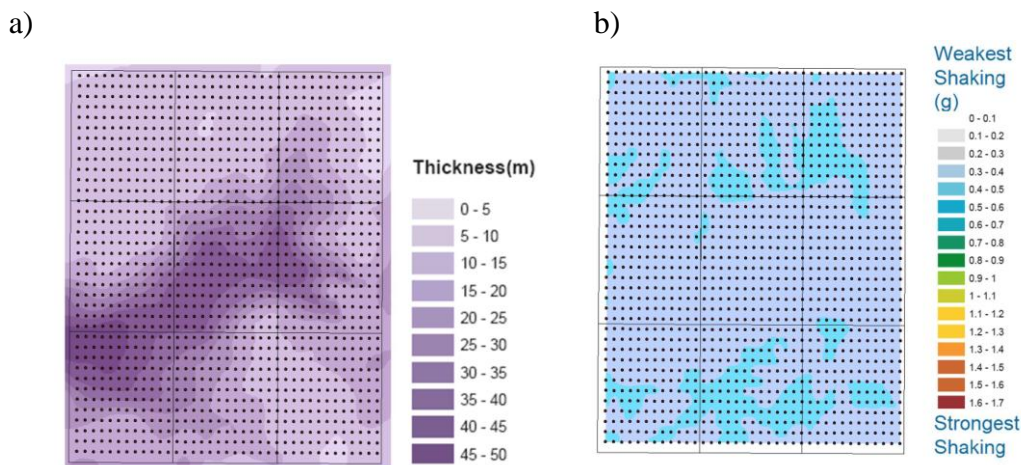 a)
Thickness(m)
0 - 5
5 - 10
10 - 15
15 - 20
20 - 25
25 - 30
30 - 35
35 - 40
40 - 45
45 - 50
b)
Weakest
Shaking
(g)
0 - 0.1
0.1 - 0.2
0.2 - 0.3
0.3 - 0.4
0.4 - 0.5
0.5 - 0.6
0.6 - 0.7
0.7 - 0.8
0.8 - 0.9
0.9 - 1
1 - 1.1
1.1 - 1.2
1.2 - 1.3
1.3 - 1.4
1.4 - 1.5
1.5 - 1.6
1.6 - 1.7
Strongest
Shaking